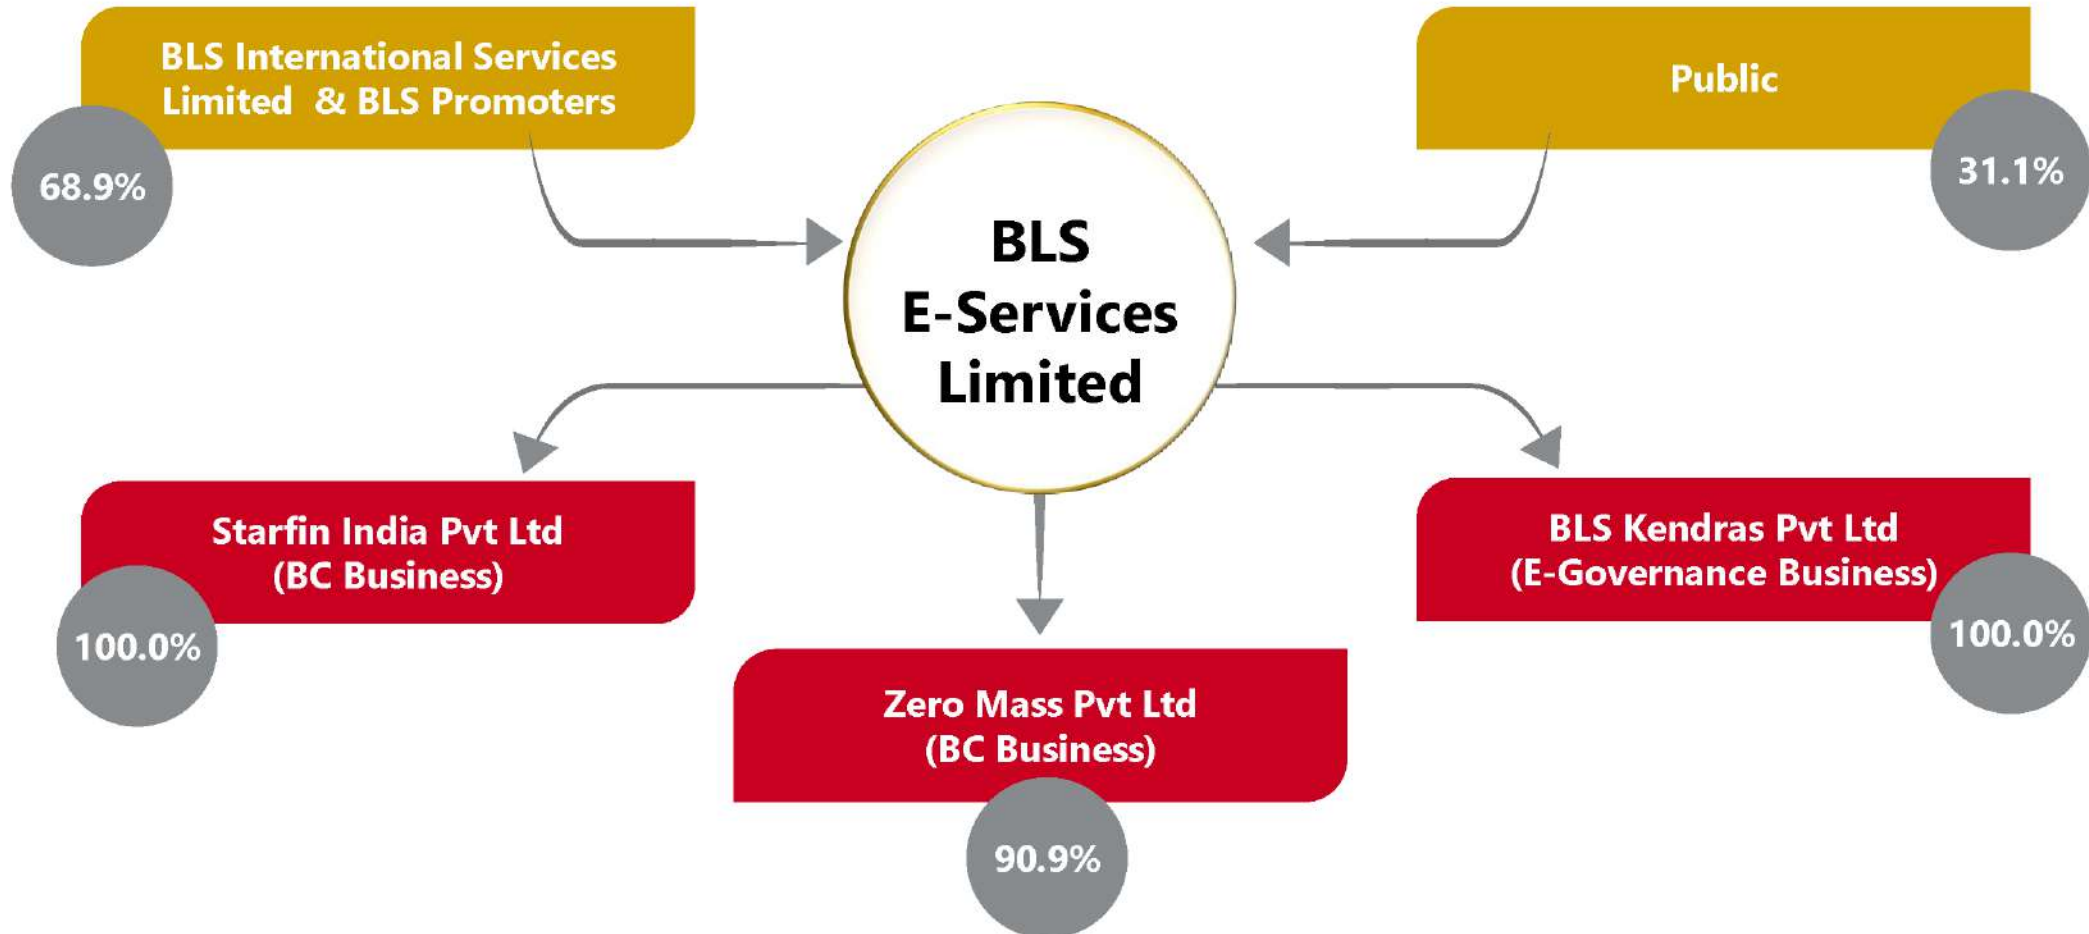 BLS International Services
Limited & BLS Promoters
68.9%
Public
31.1%
BLS
E-Services
Limited
Starfin India Pvt Ltd
(BC Business)
100.0%
Zero Mass Pvt Ltd
(BC Business)
90.9%
BLS Kendras Pvt Ltd
(E-Governance Business)
100.0%